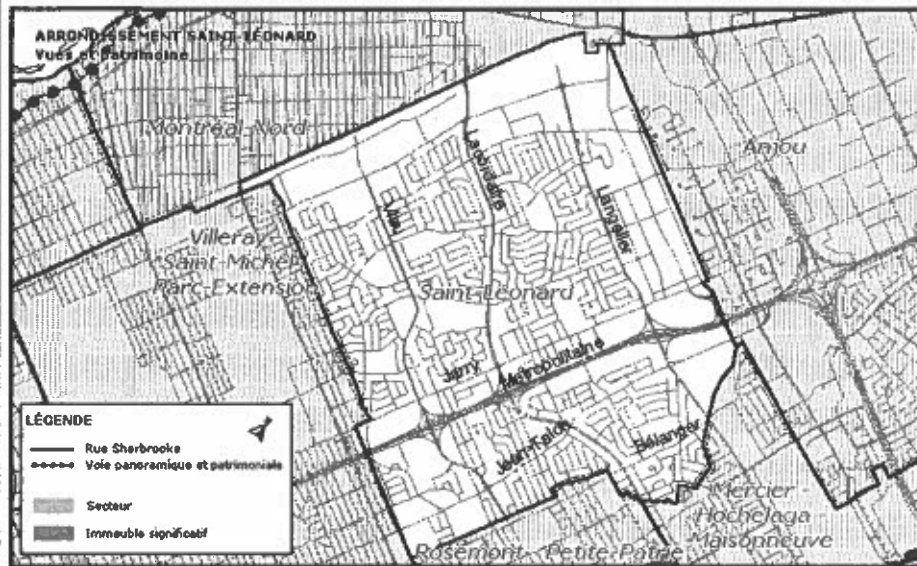 ARRONDISSEMENT SAINT-LÉONARD
Vues et patrimoine
Montréal-Nord
Lacordaire
Anjou
Viau
Langelier
Villeray-
Saint-Michel
Parc-Extension
Saint-Léonard
Jarry
Métropolitaine
Jean-Talon
Bélanger
LÉGENDE
Rue Sherbrooke
Voie panoramique et patrimoniale
Secteur
Immeuble significatif
Mercier -
Hochelaga -
Maisonneuve
Rosemont - Petite-Patrie